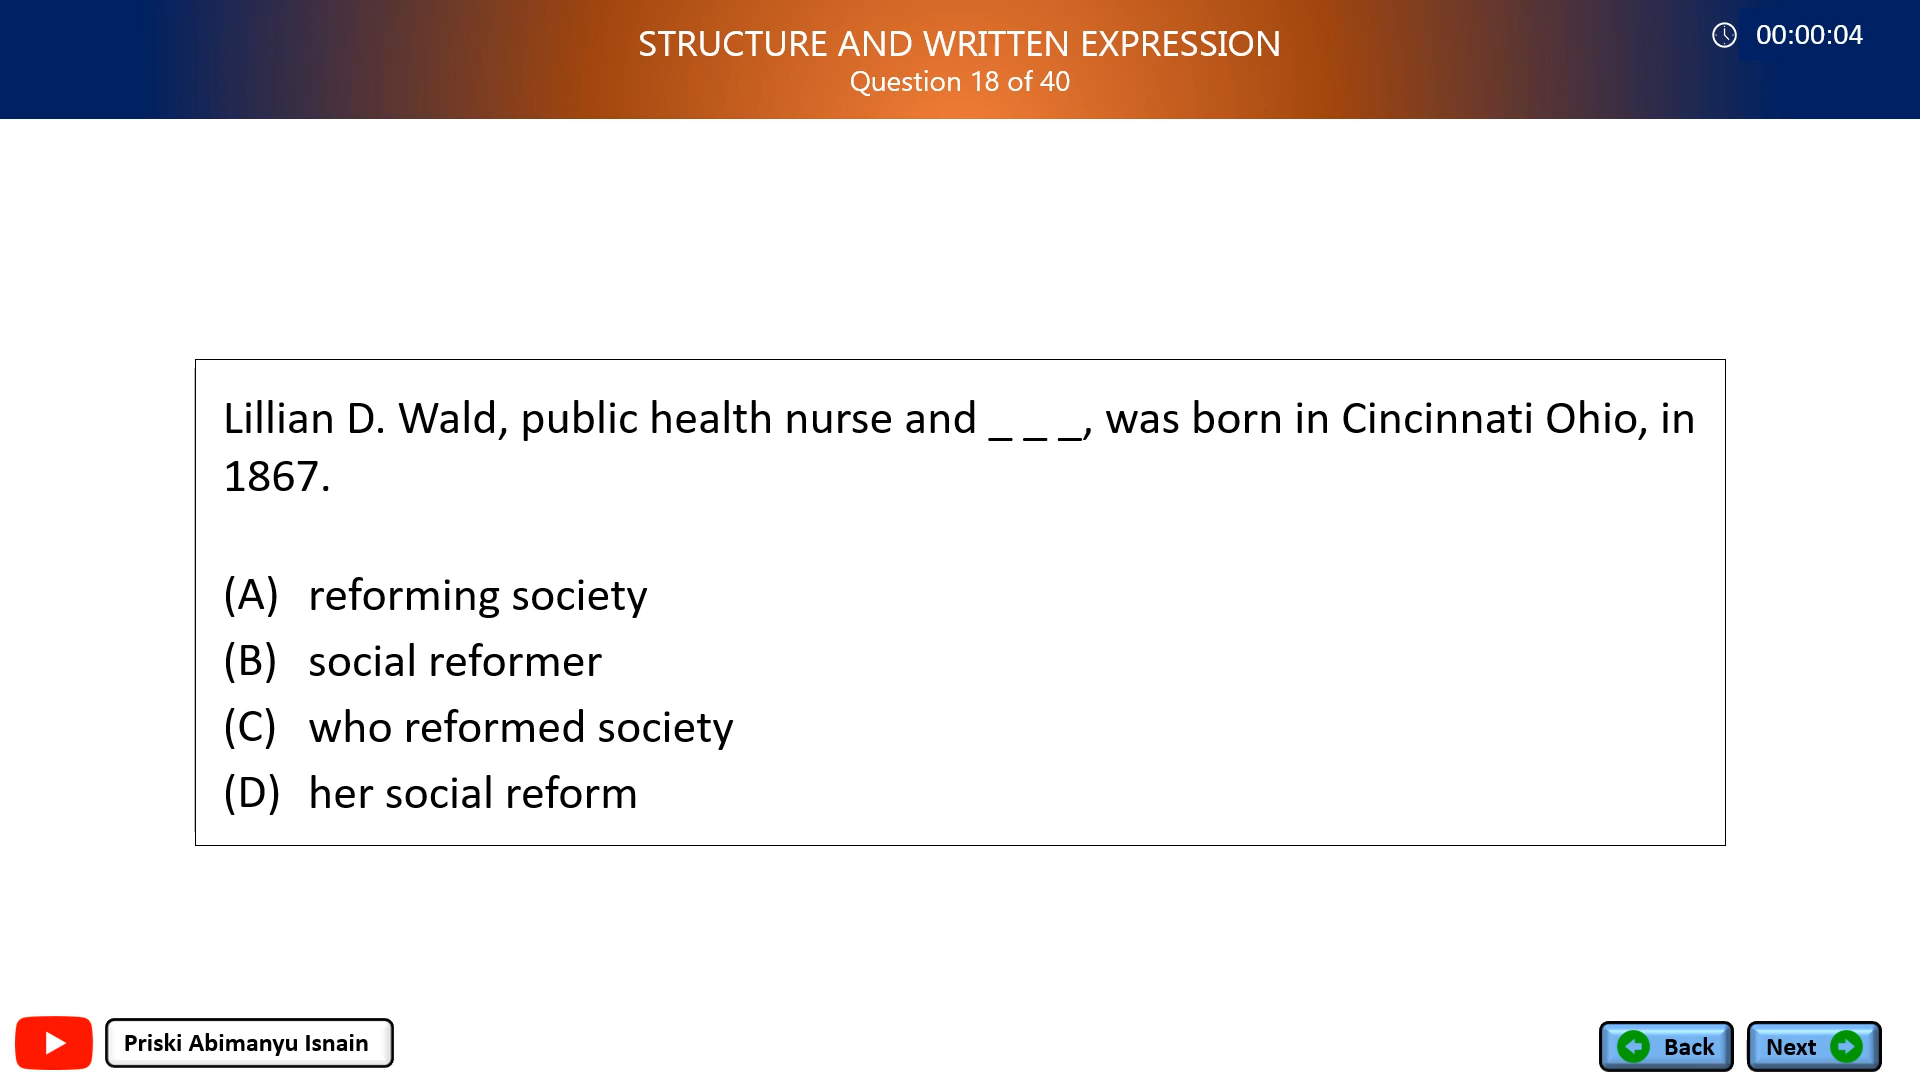 STRUCTURE AND WRITTEN EXPRESSION
Question 18 of 40
00:00:04
Lillian D. Wald, public health nurse and _ _ _, was born in Cincinnati Ohio, in
1867.
(A) reforming society
(B) social reformer
(C) who reformed society
(D) her social reform
Priski Abimanyu Isnain
Back
Next